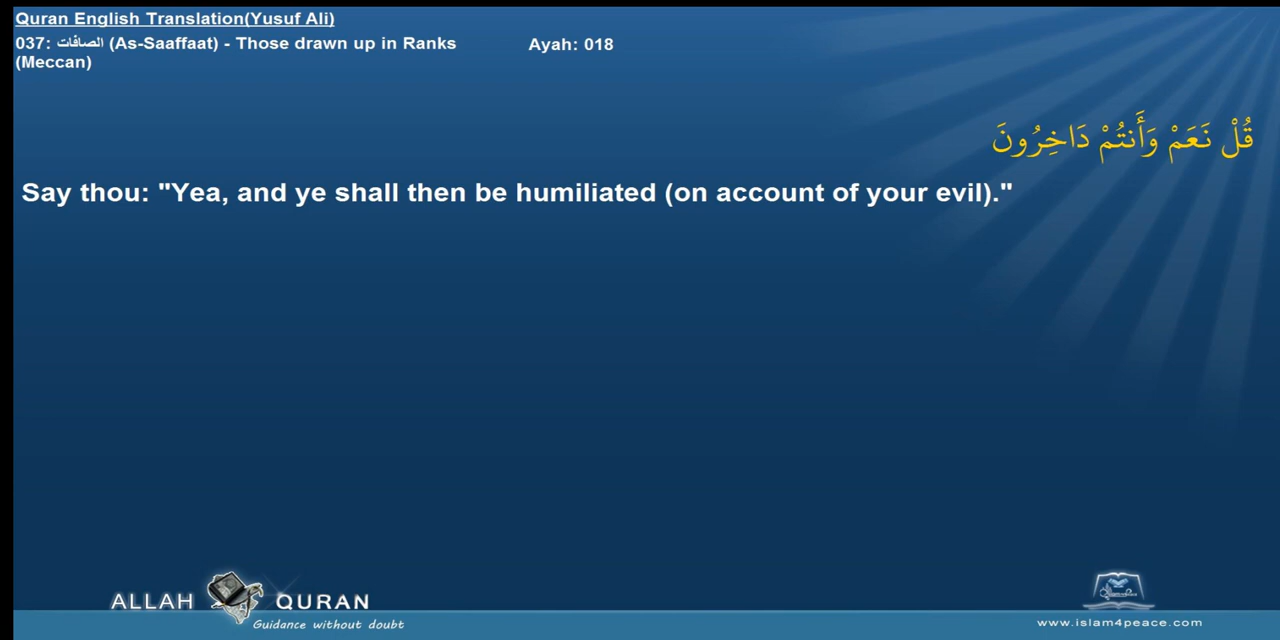 Quran English Translation(Yusuf Ali)
037: الصافات (As-Saaffaat) - Those drawn up in Ranks (Meccan)
Ayah: 018
قُلْ نَعَمْ وَأَنتُمْ دَاخِرُونَ
Say thou: "Yea, and ye shall then be humiliated (on account of your evil)."
ALLAH QURAN
Guidance without doubt
www.islam4peace.com